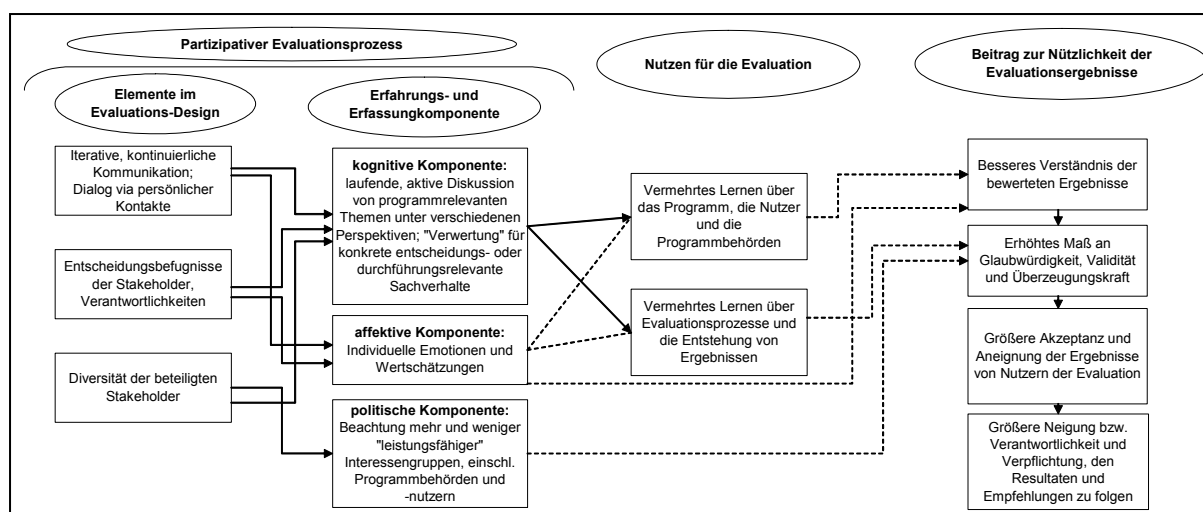 Partizipativer Evaluationsprozess
Nutzen für die Evaluation
Beitrag zur Nützlichkeit der
Evaluationsergebnisse
Elemente im
Evaluations-Design
Erfahrungs- und
Erfassungkomponente
Iterative, kontinuierliche
Kommunikation;
Dialog via persönlicher
Kontakte
Entscheidungsbefugnisse
der Stakeholder,
Verantwortlichkeiten
Diversität der beteiligten
Stakeholder
kognitive Komponente:
laufende, aktive Diskussion
von programmrelevanten
Themen unter verschiedenen
Perspektiven; "Verwertung" für
konkrete entscheidungs- oder
durchführungsrelevante
Sachverhalte
affektive Komponente:
Individuelle Emotionen und
Wertschätzungen
politische Komponente:
Beachtung mehr und weniger
"leistungsfähiger"
Interessengruppen, einschl.
Programmbehörden und
-nutzern
Vermehrtes Lernen über
das Programm, die Nutzer
und die
Programmbehörden
Vermehrtes Lernen über
Evaluationsprozesse und
die Entstehung von
Ergebnissen
Besseres Verständnis der
bewerteten Ergebnisse
Erhöhtes Maß an
Glaubwürdigkeit, Validität
und Überzeugungskraft
Größere Akzeptanz und
Aneignung der Ergebnisse
von Nutzern der Evaluation
Größere Neigung bzw.
Verantwortlichkeit und
Verpflichtung, den
Resultaten und
Empfehlungen zu folgen